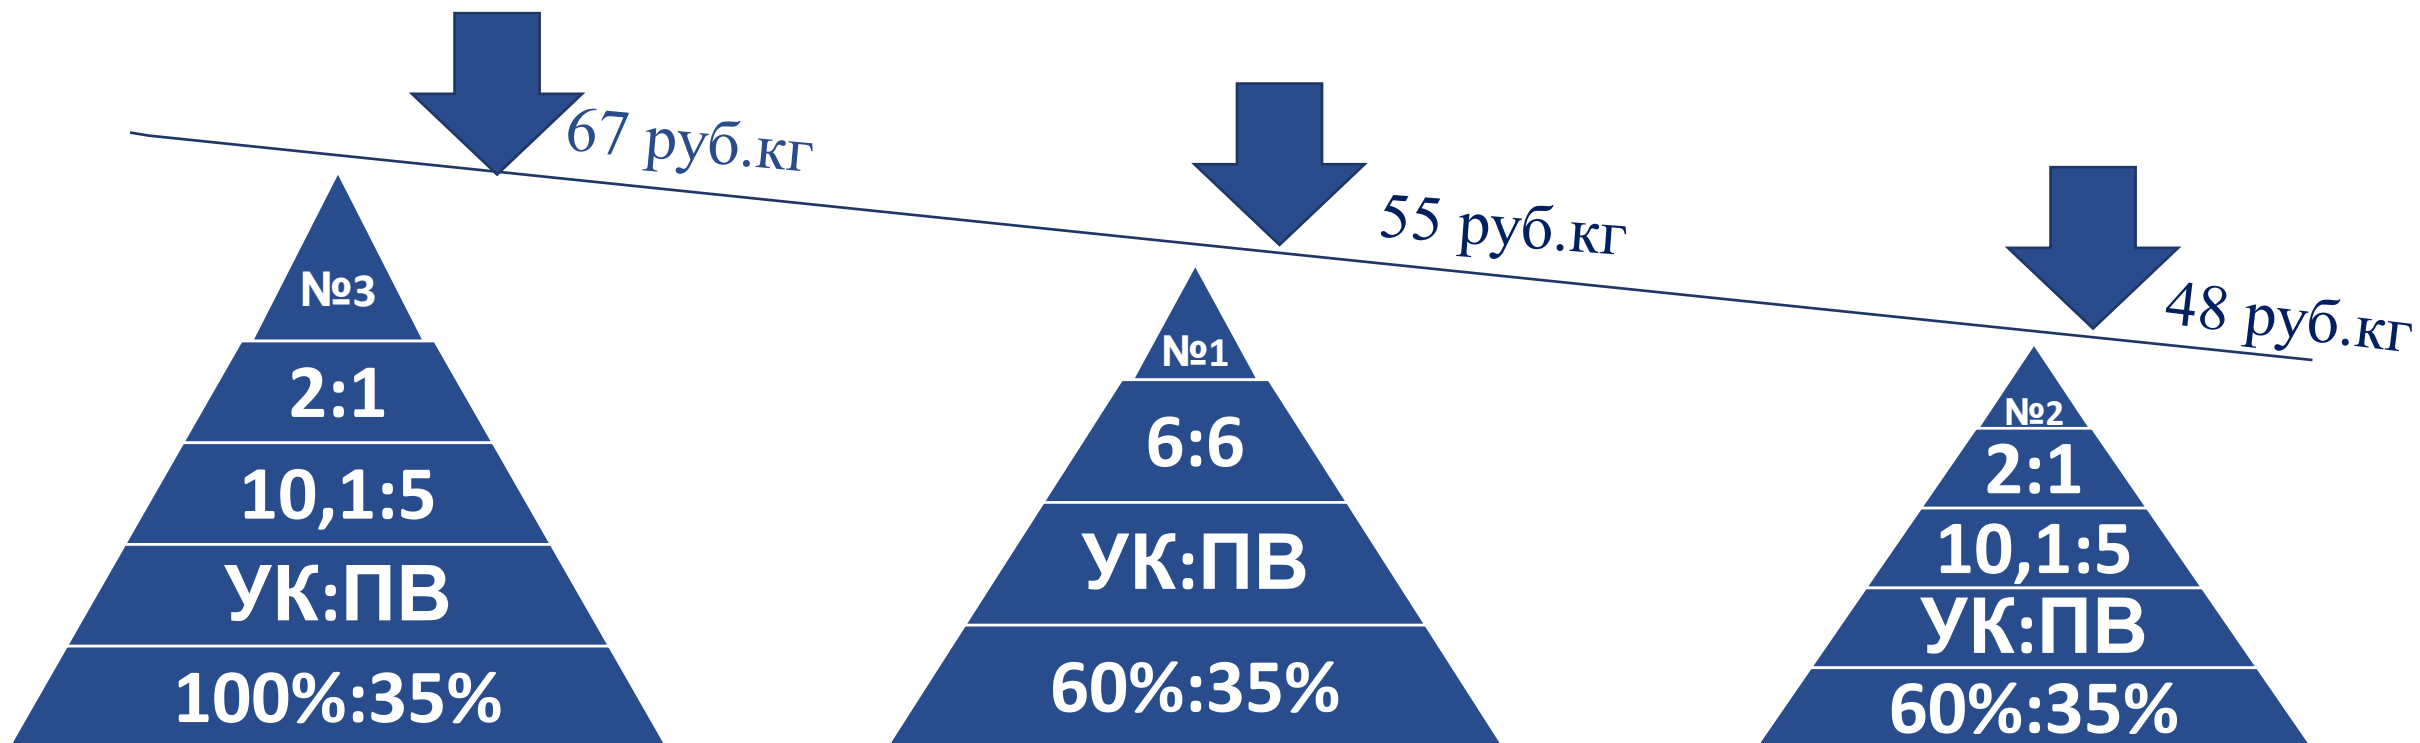 67 руб.кг
№3
2:1
10,1:5
УК:ПВ
100%:35%
55 руб.кг
№1
6:6
УК:ПВ
60%:35%
48 руб.кг
№2
2:1
10,1:5
УК:ПВ
60%:35%